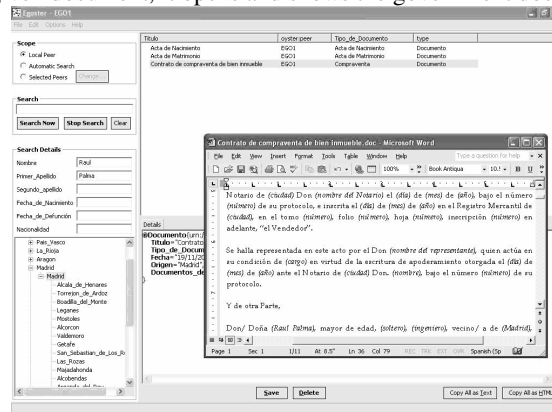 Egoster - EGO1
File Edit Options Help
Scope
Local Peer
Automatic Search
Selected Peers Change...
Search
Search Now Stop Search Clear
Search Details
Nombre Raul
Primer_Apellido Palma
Segundo_apellido
Fecha_de_Nacimiento
Fecha_de_Defunción
Nacionalidad
Pais_Vasco
La_Rioja
Aragon
Madrid
Madrid
Alcala_de_Henares
Torrejon_de_Ardoz
Boadilla_del_Monte
Leganes
Mostoles
Alcorcon
Valdemoro
Getafe
San_Sebastian_de_Los_R
Las_Rozas
Majadahonda
Alcobendas
Título oyster:peer Tipo_de_Documento type
Acta de Nacimiento EGO1 Acta de Nacimiento Documento
Acta de Matrimonio EGO1 Acta de Matrimonio Documento
Contrato de compraventa de bien inmueble EGO1 Compraventa Documento
Details
Documento(urn:/
Titulo="Contrato
Tipo_de_Docum
Fecha="19/11/20
Origen="Madrid",
Documentos_de
)
Contrato de compraventa de bien inmueble.doc - Microsoft Word
File Edit View Insert Format Tools Table Window Help Type a question for help
100% Book Antiqua 10.5 B I U
Notario de (ciudad) Don (nombre del Notario) el (día) de (mes) de (año), bajo el número
(número) de su protocolo, e inscrita el (día) de (mes) de (año) en el Registro Mercantil de
(ciudad), en el tomo (número), folio (número), hoja (número), inscripción (número) en
adelante, "el Vendedor".
Se halla representada en este acto por el Don (nombre del representante), quien actúa en
su condición de (cargo) en virtud de la escritura de apoderamiento otorgada el (día) de
(mes) de (año) ante el Notario de (ciudad) Don. (nombre), bajo el número (número) de su
protocolo.
Y de otra Parte,
Don/ Doña (Raul Palma), mayor de edad, (soltero), (ingeniero), vecino/ a de (Madrid),
Page 1 Sec 1 1/11 At 8.5" Ln 36 Col 79 REC TRK EXT OVR Spanish (Sp
Save Delete Copy All as Text Copy All as HTML